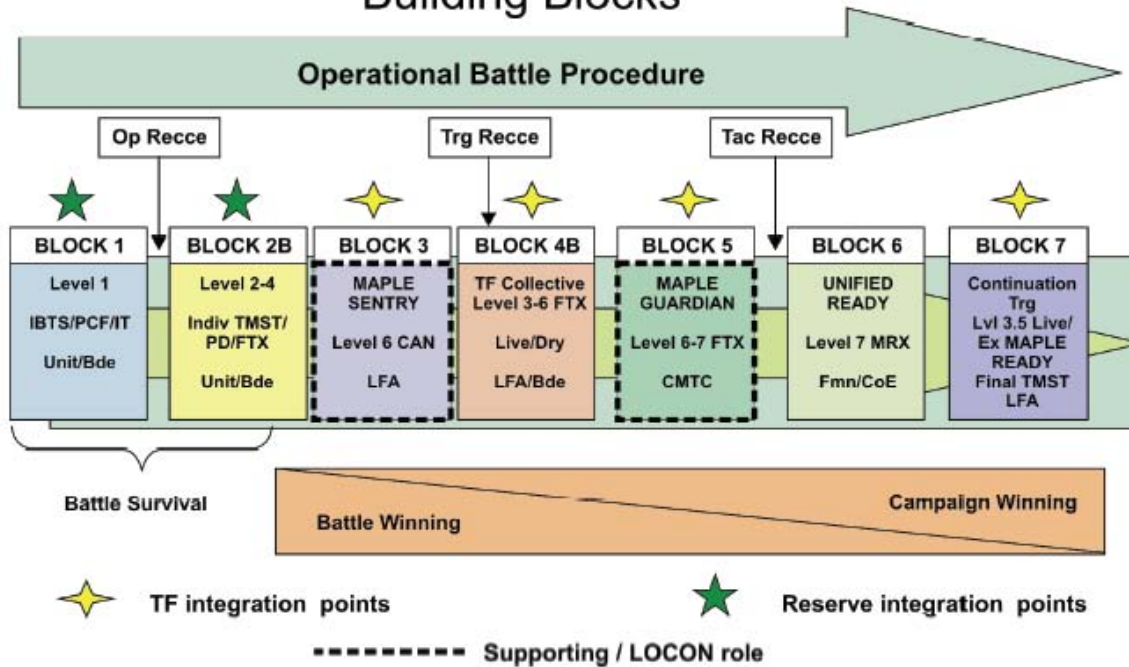 Building Blocks
Operational Battle Procedure
Op Recce
Trg Recce
Tac Recce
BLOCK 1
Level 1
IBTS/PCF/IT
Unit/Bde
BLOCK 2B
Level 2-4
Indiv TMST/
PD/FTX
Unit/Bde
BLOCK 3
MAPLE
SENTRY
Level 6 CAN
LFA
BLOCK 4B
TF Collective
Level 3-6 FTX
Live/Dry
LFA/Bde
BLOCK 5
MAPLE
GUARDIAN
Level 6-7 FTX
CMTC
BLOCK 6
UNIFIED
READY
Level 7 MRX
Fmn/CoE
BLOCK 7
Continuation
Trg
Lvl 3.5 Live/
Ex MAPLE
READY
Final TMST
LFA
Battle Survival
Battle Winning
Campaign Winning
TF integration points
Reserve integration points
Supporting / LOCON role